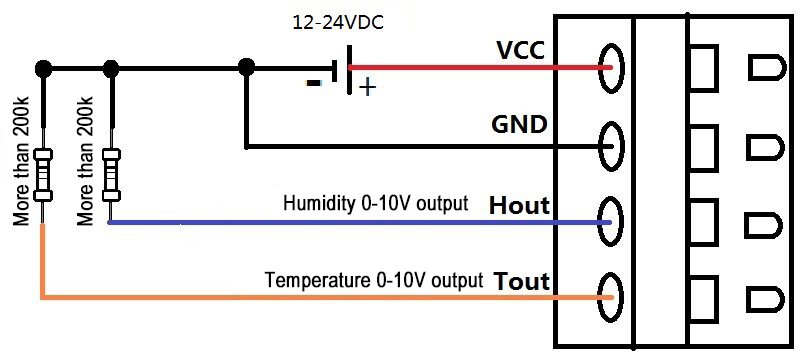 12-24VDC
VCC
- +
GND
More than 200k
More than 200k
Humidity 0-10V output Hout
Temperature 0-10V output Tout